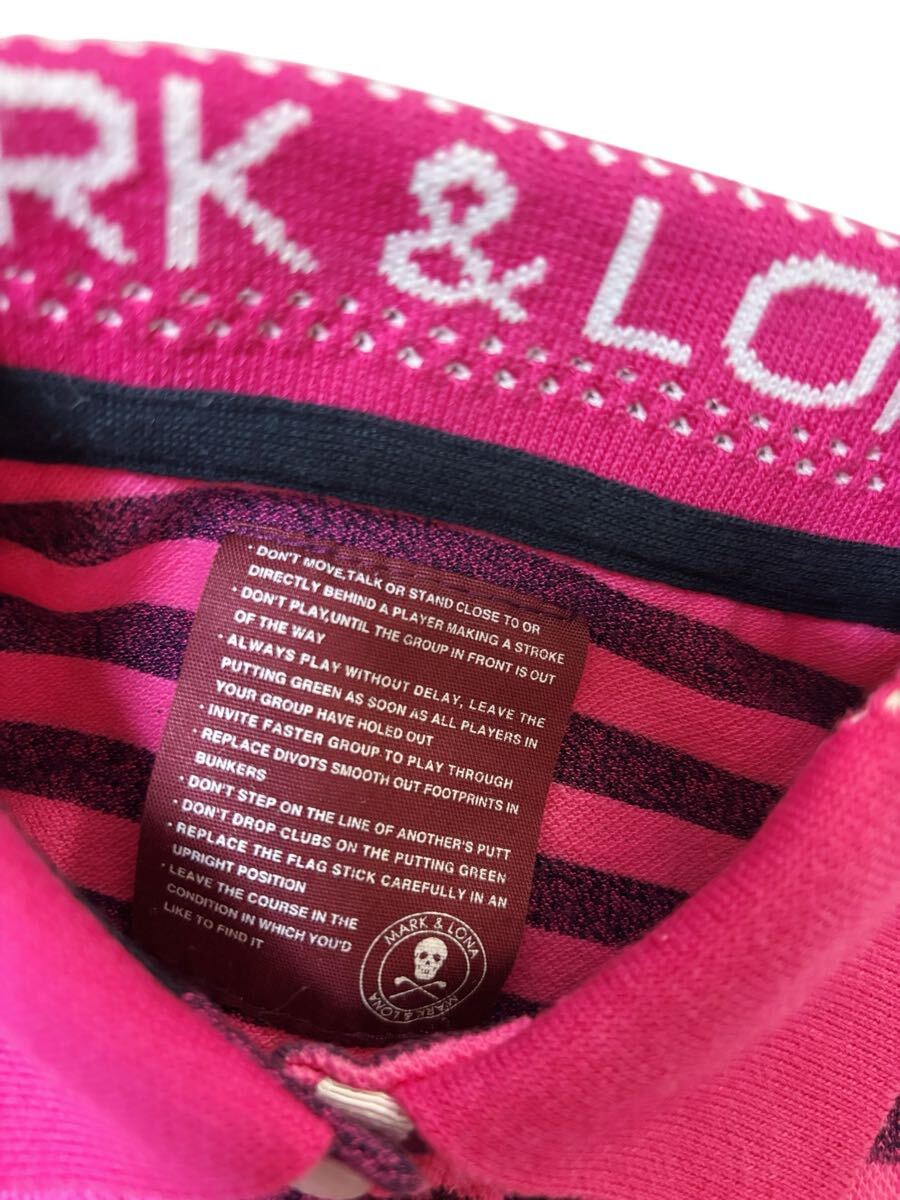 RK & LO
· DON'T MOVE,TALK OR STAND CLOSE TO OR
DIRECTLY BEHIND A PLAYER MAKING A STROKE
· DON'T PLAY,UNTIL THE GROUP IN FRONT IS OUT
OF THE WAY
· ALWAYS PLAY WITHOUT DELAY, LEAVE THE
PUTTING GREEN AS SOON AS ALL PLAYERS IN
YOUR GROUP HAVE HOLED OUT
· INVITE FASTER GROUP TO PLAY THROUGH
· REPLACE DIVOTS SMOOTH OUT FOOTPRINTS IN
BUNKERS
· DON'T STEP ON THE LINE OF ANOTHER'S PUTT
· DON'T DROP CLUBS ON THE PUTTING GREEN
· REPLACE THE FLAG STICK CAREFULLY IN AN
UPRIGHT POSITION
· LEAVE THE COURSE IN THE
CONDITION IN WHICH YOU'D
LIKE TO FIND IT
MARK & LONA
MARK & LONA